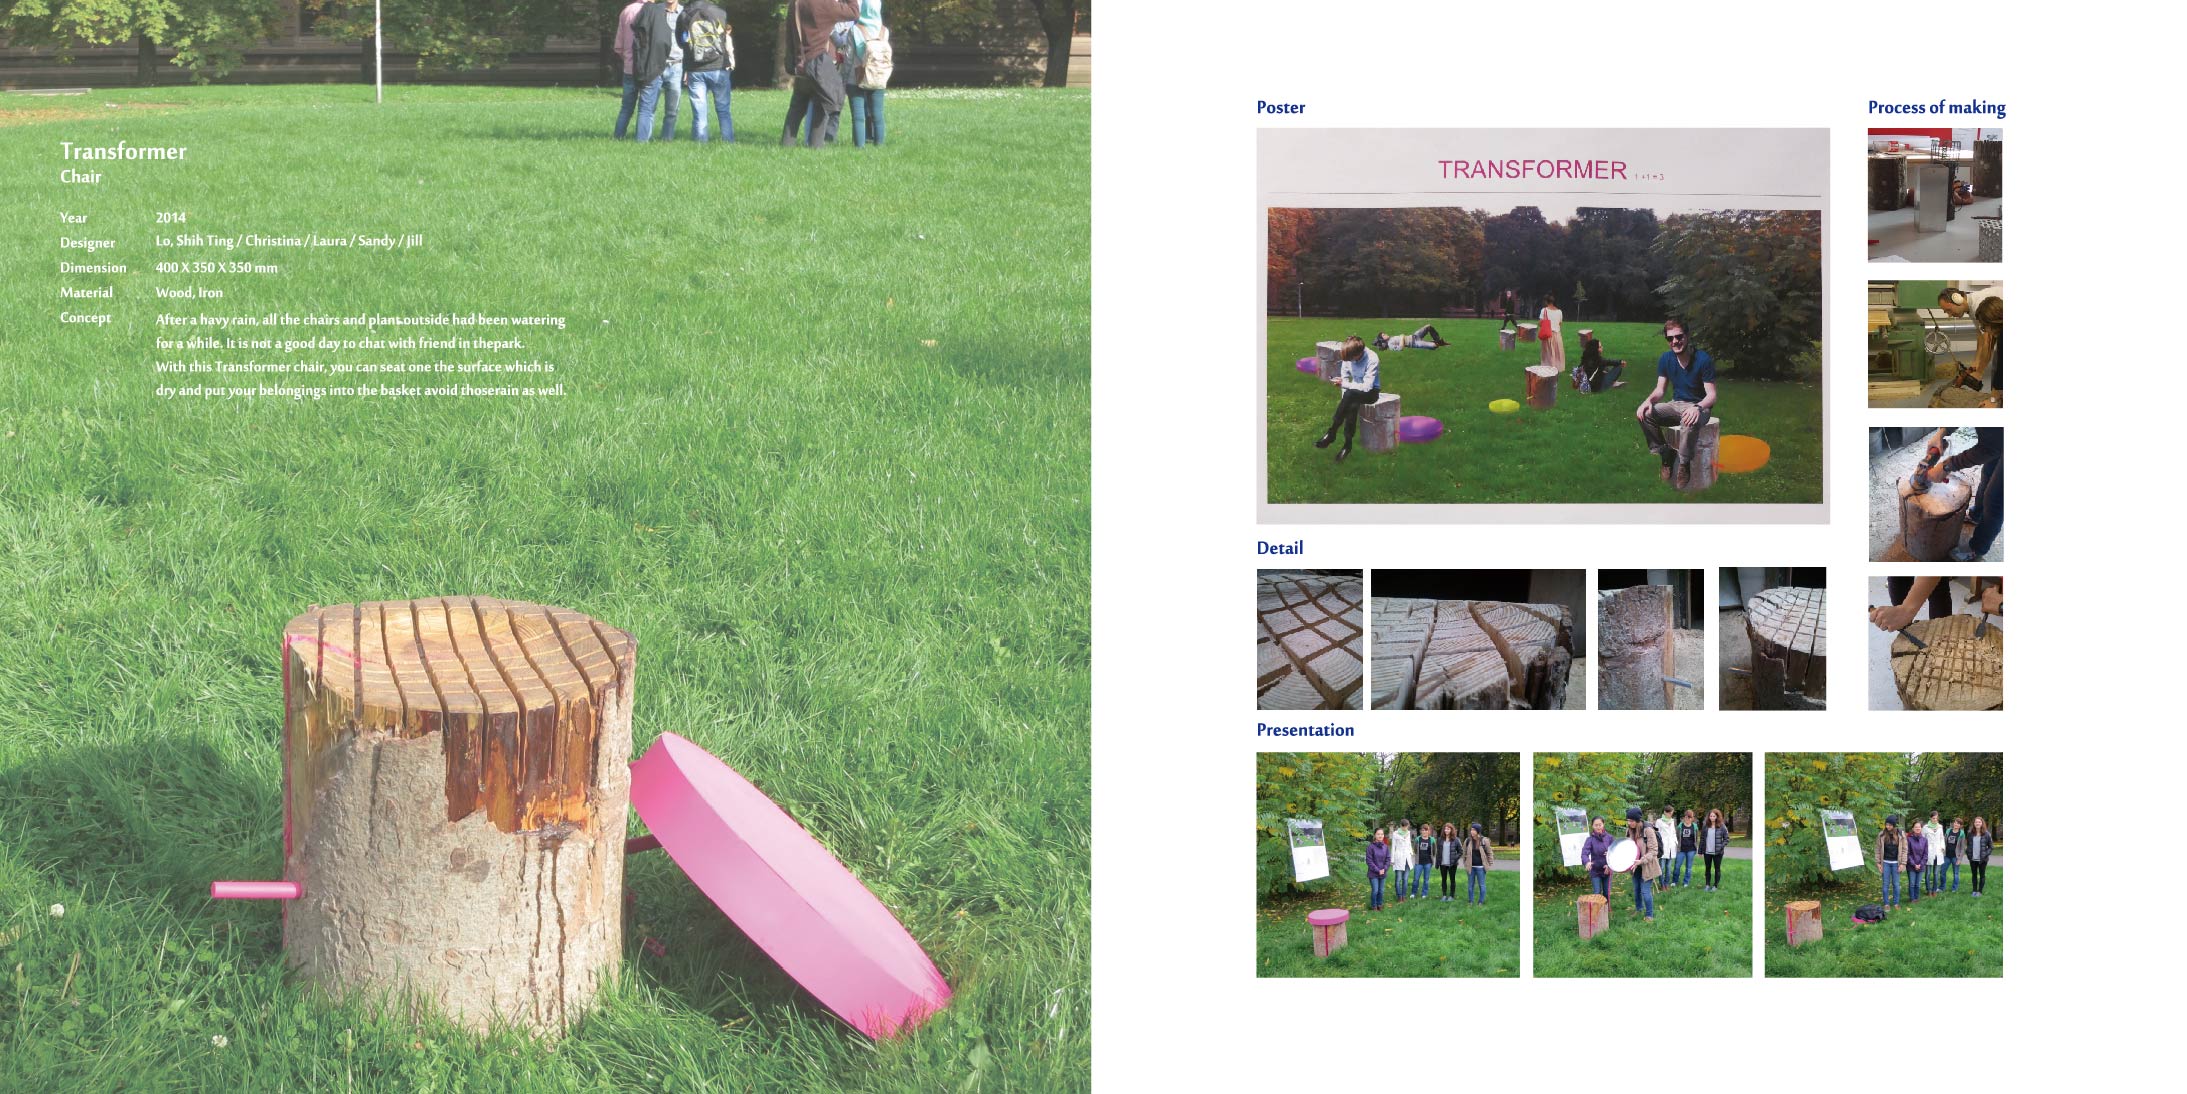 Transformer
Chair
Year 2014
Designer Lo, Shih Ting / Christina / Laura / Sandy / Jill
Dimension 400 X 350 X 350 mm
Material Wood, Iron
Concept After a havy rain, all the chairs and plant outside had been watering
for a while. It is not a good day to chat with friend in thepark.
With this Transformer chair, you can seat one the surface which is
dry and put your belongings into the basket avoid thoserain as well.
Poster
TRANSFORMER 1 + 1 = 3
Detail
Presentation
Process of making